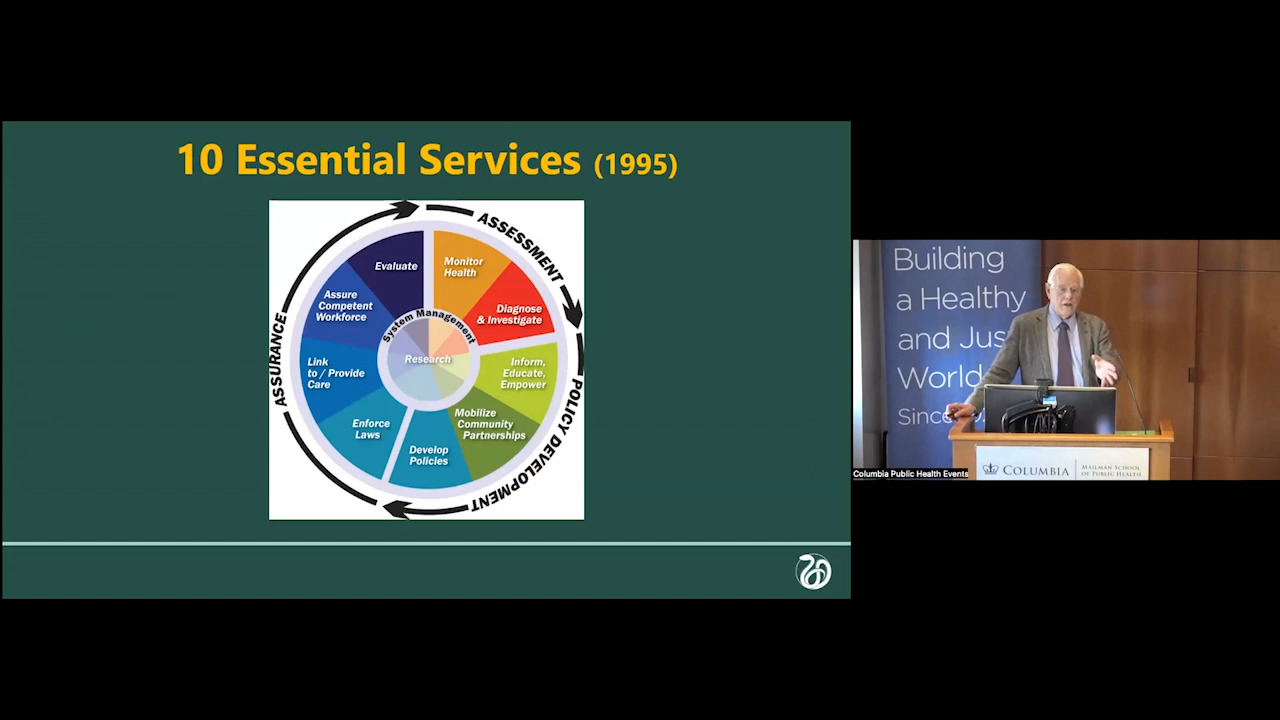 10 Essential Services (1995)
ASSESSMENT
POLICY DEVELOPMENT
ASSURANCE
Evaluate
Monitor
Health
Diagnose
& Investigate
Inform,
Educate,
Empower
Mobilize
Community
Partnerships
Develop
Policies
Enforce
Laws
Link
to / Provide
Care
Assure
Competent
Workforce
System Management
Research
Building
a Healthy
and Jus
World
Since
Columbia Public Health Events
COLUMBIA
MAILMAN SCHOOL
OF PUBLIC HEALTH